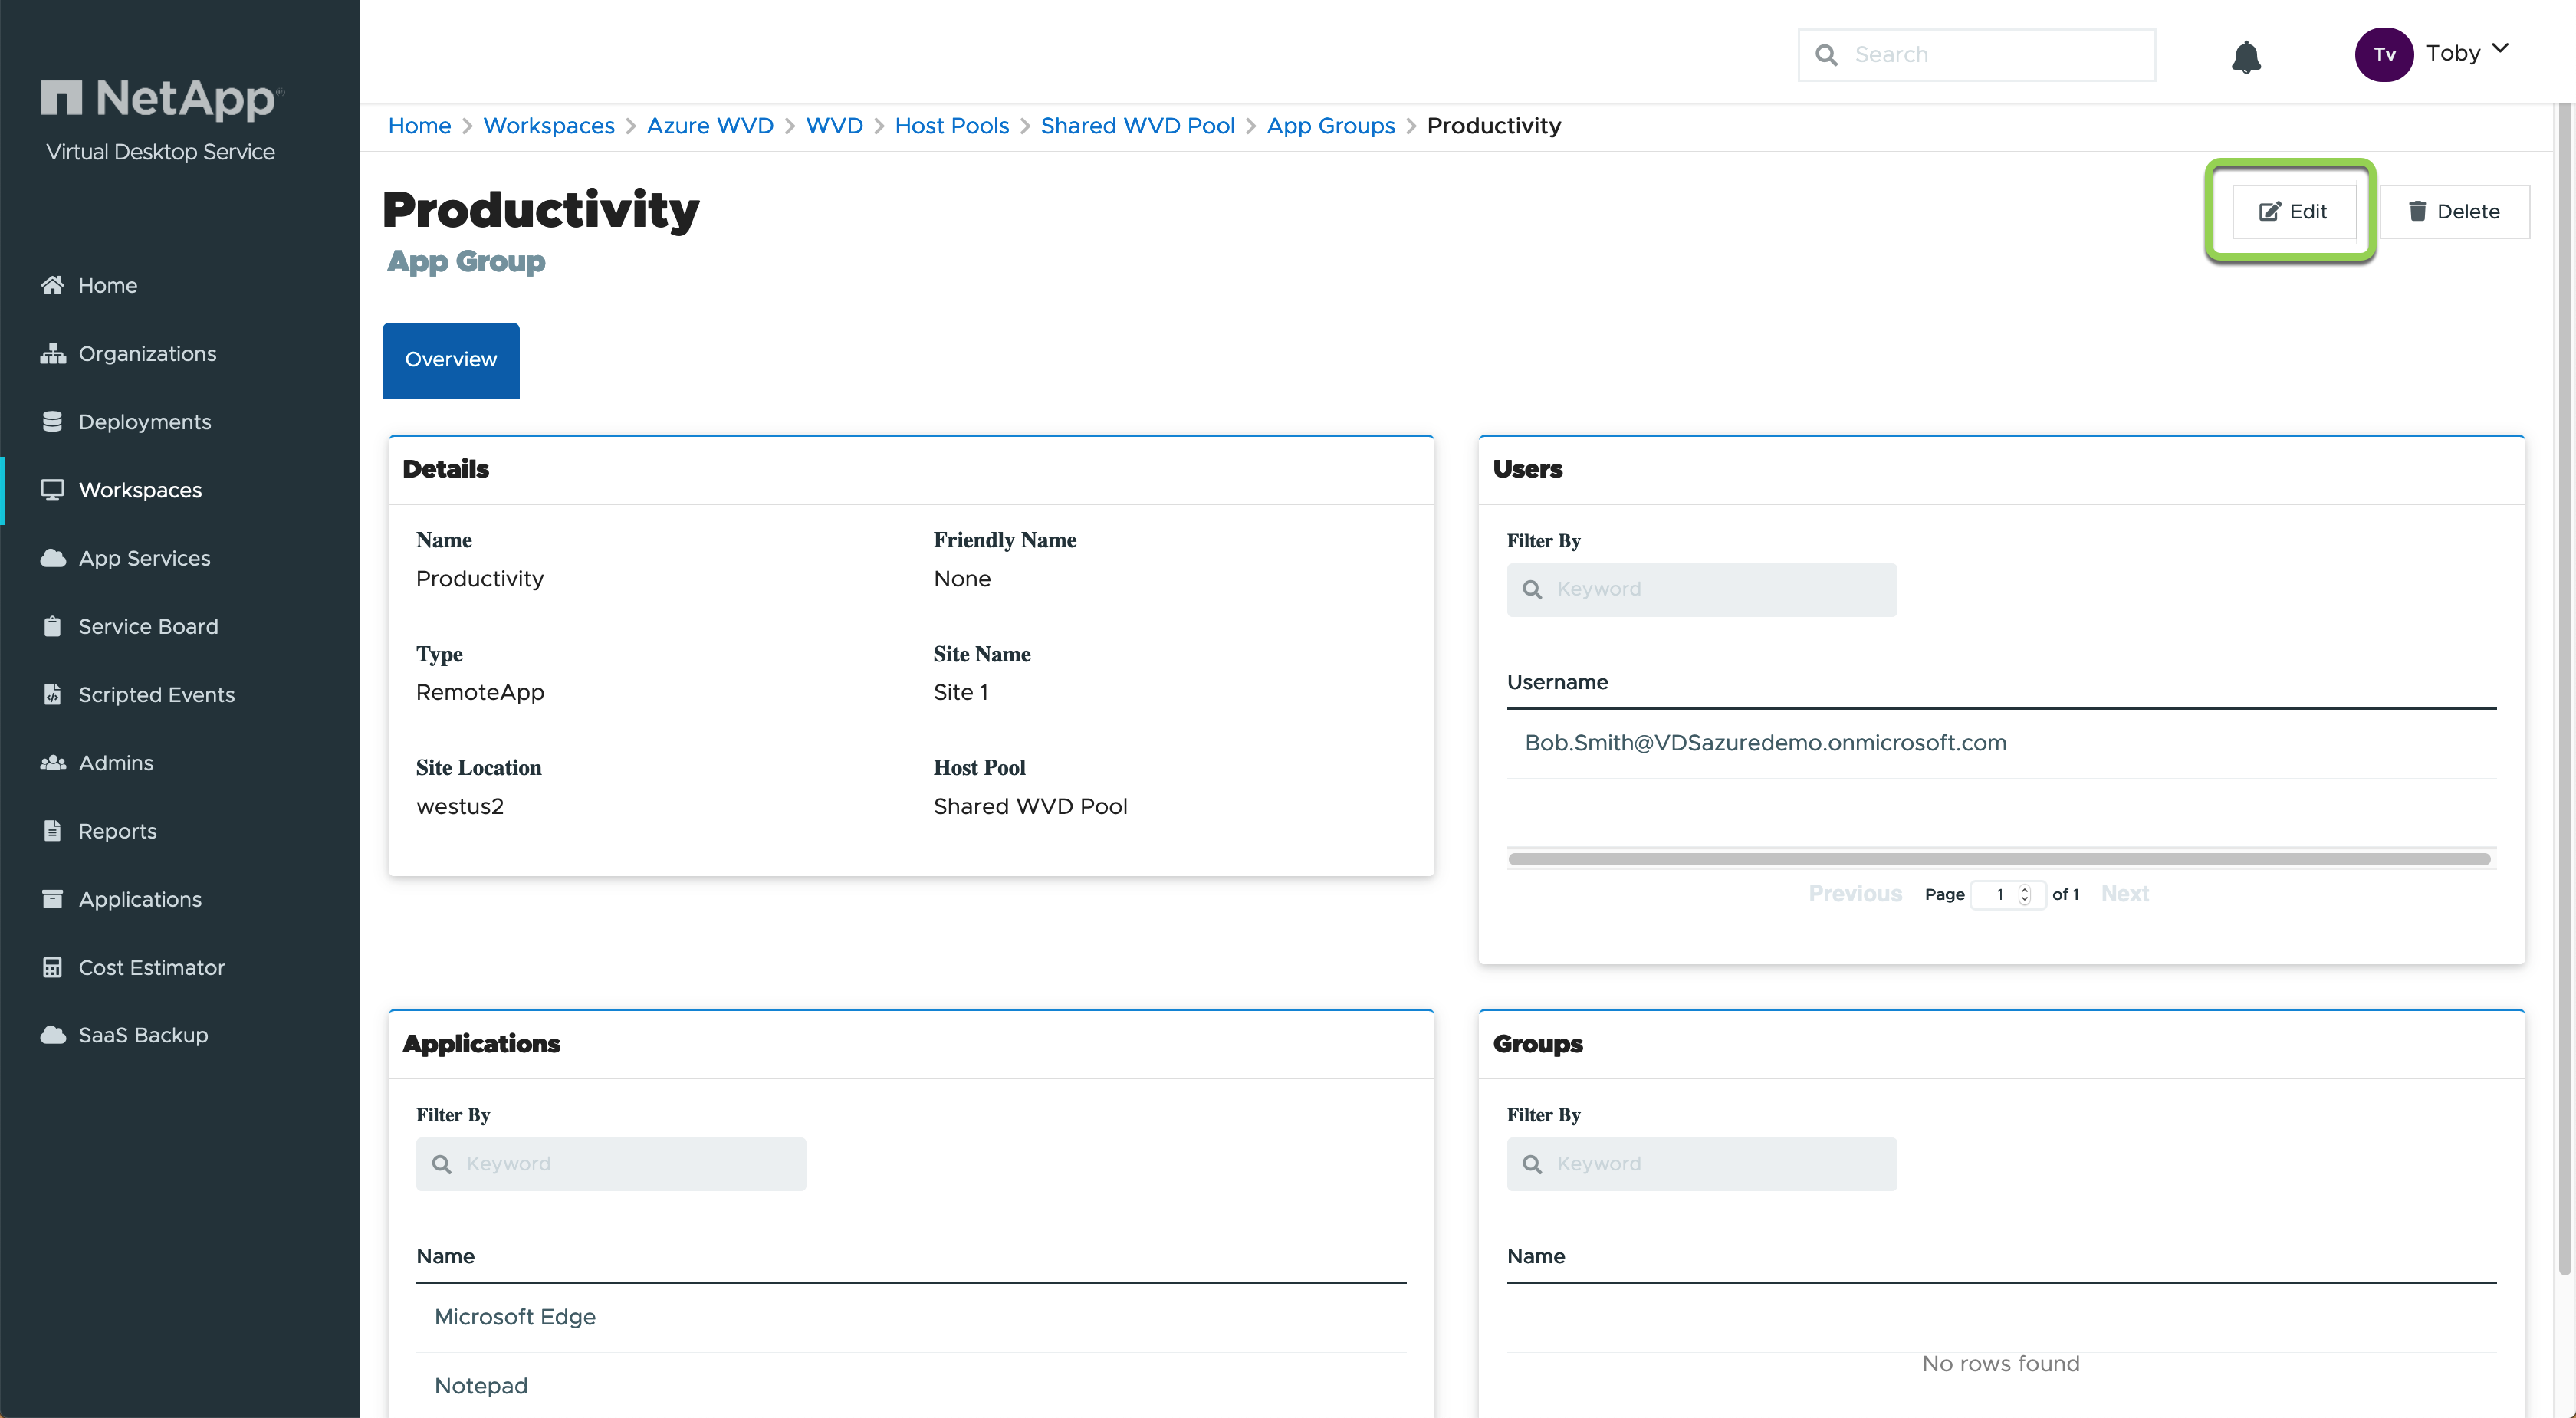 NetApp
Virtual Desktop Service
Home
Organizations
Deployments
Workspaces
App Services
Service Board
Scripted Events
Admins
Reports
Applications
Cost Estimator
SaaS Backup
Search
Tv Toby
Home > Workspaces > Azure WVD > WVD > Host Pools > Shared WVD Pool > App Groups > Productivity
Productivity
App Group
Edit
Delete
Overview
Details
Name
Productivity
Friendly Name
None
Type
RemoteApp
Site Name
Site 1
Site Location
westus2
Host Pool
Shared WVD Pool
Users
Filter By
Keyword
Username
Bob.Smith@VDSazuredemo.onmicrosoft.com
Previous Page 1 of 1 Next
Applications
Filter By
Keyword
Name
Microsoft Edge
Notepad
Groups
Filter By
Keyword
Name
No rows found